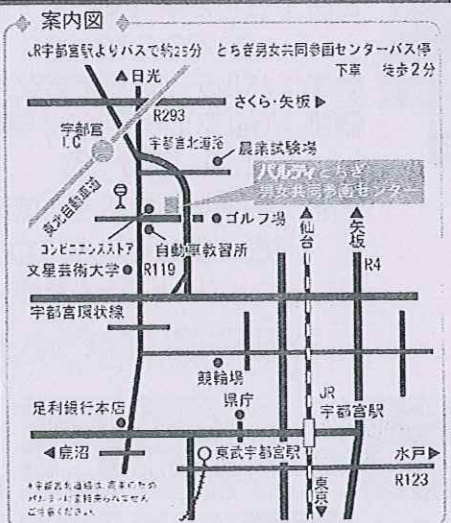 案内図
JR宇都宮駅よりバスで約25分 とちぎ男女共同参画センターバス停
下車 徒歩2分
▲日光
さくら・矢板▶
R293
宇都宮
I.C
宇都宮北道路
農業試験場
東北自動車道
パルティとちぎ
男女共同参画センター
ゴルフ場
コンビニエンスストア
自動車教習所
▲仙台
▲矢板
文星芸術大学
R119
R4
宇都宮環状線
競輪場
県庁
JR
宇都宮駅
足利銀行本店
◀鹿沼
東武宇都宮駅
水戸▶
R123
東京▼
ご注意ください。